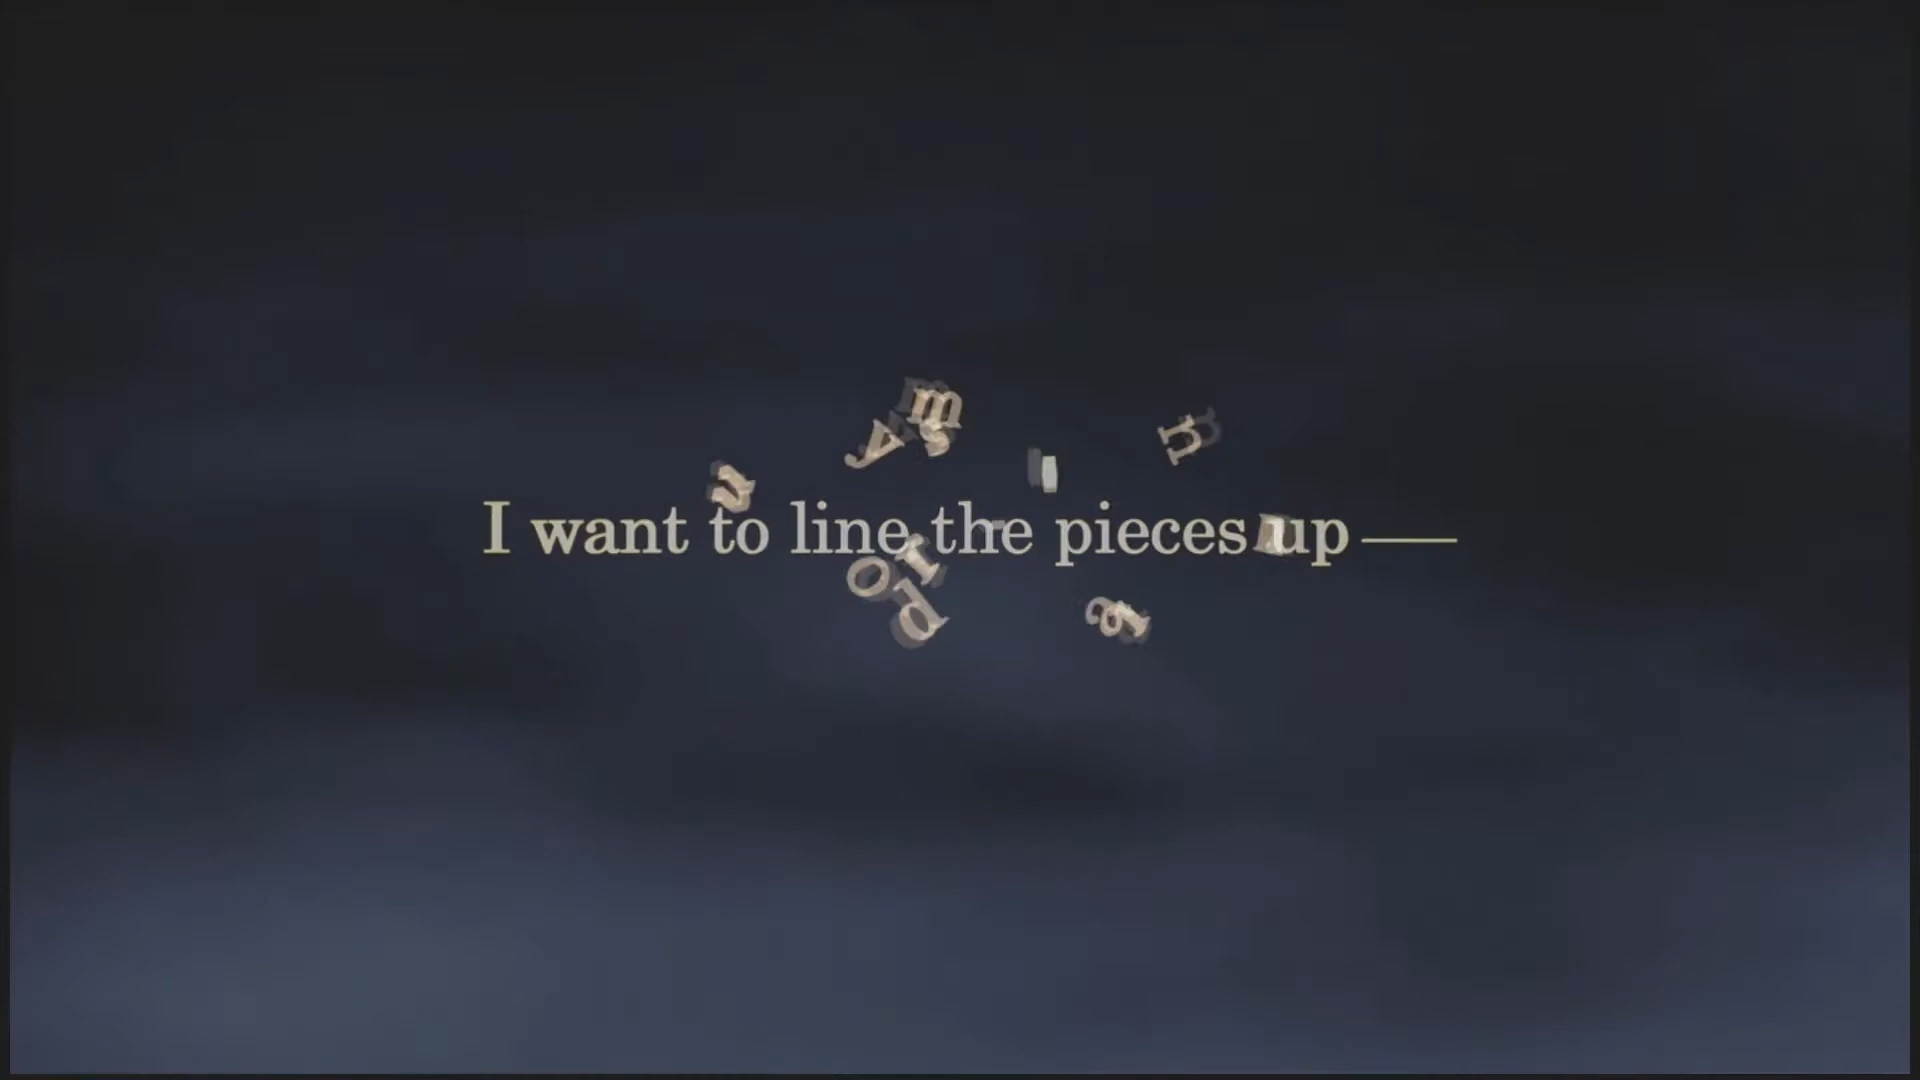 I want to line the pieces up——